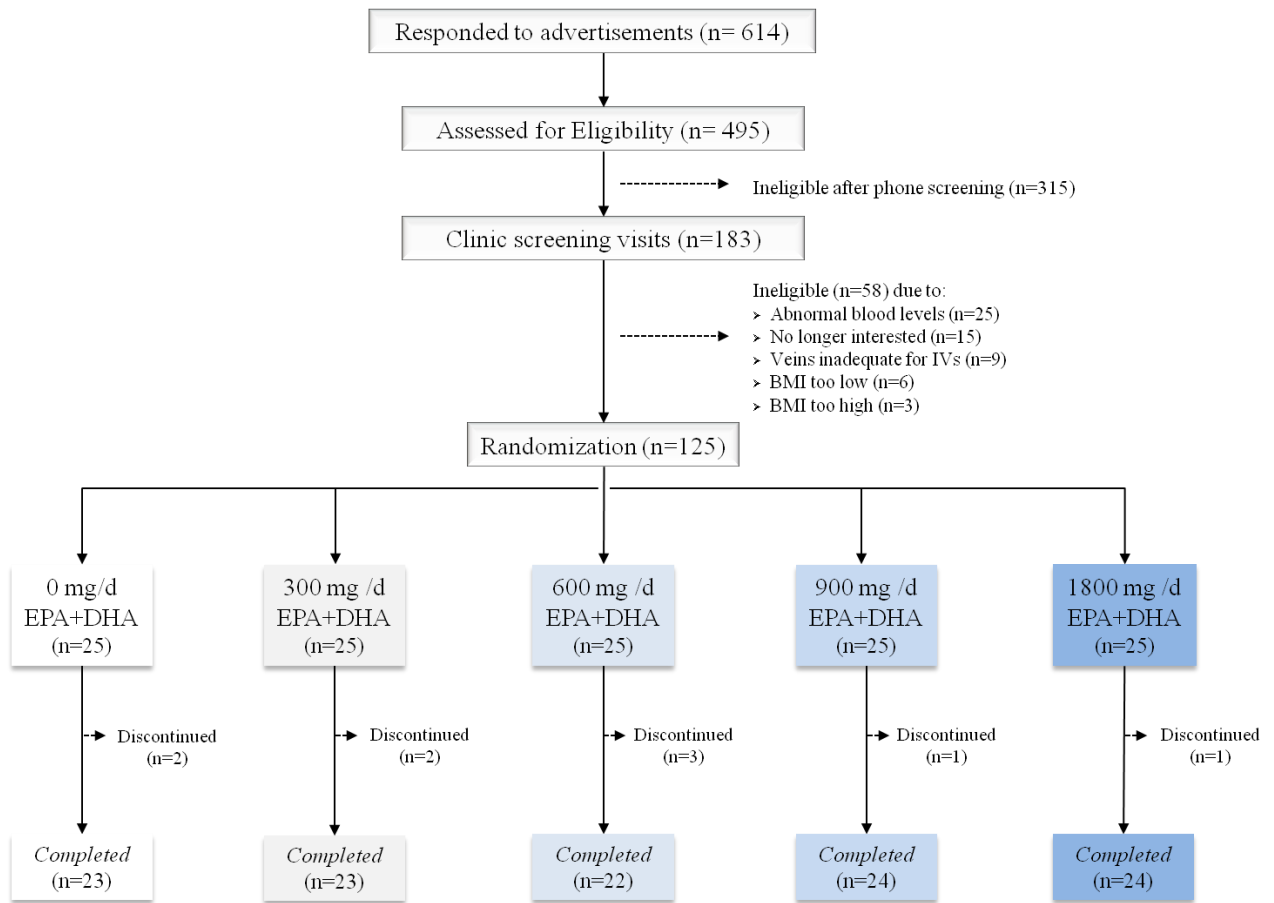 Responded to advertisements (n= 614)
Assessed for Eligibility (n= 495)
Ineligible after phone screening (n=315)
Clinic screening visits (n=183)
Ineligible (n=58) due to:
➢ Abnormal blood levels (n=25)
➢ No longer interested (n=15)
➢ Veins inadequate for IVs (n=9)
➢ BMI too low (n=6)
➢ BMI too high (n=3)
Randomization (n=125)
0 mg/d
EPA+DHA
(n=25)
300 mg /d
EPA+DHA
(n=25)
600 mg /d
EPA+DHA
(n=25)
900 mg /d
EPA+DHA
(n=25)
1800 mg /d
EPA+DHA
(n=25)
Discontinued
(n=2)
Discontinued
(n=2)
Discontinued
(n=3)
Discontinued
(n=1)
Discontinued
(n=1)
Completed
(n=23)
Completed
(n=23)
Completed
(n=22)
Completed
(n=24)
Completed
(n=24)